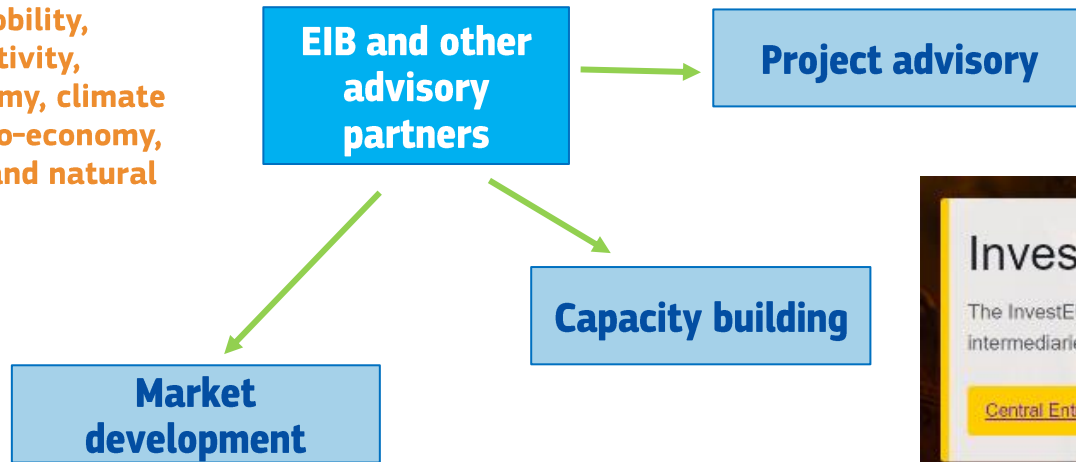 obility,
tivity,
my, climate
o-economy,
and natural
EIB and other
advisory
partners
Project advisory
Capacity building
Market
development
Inves
The InvestE
intermediarie
Central Ent